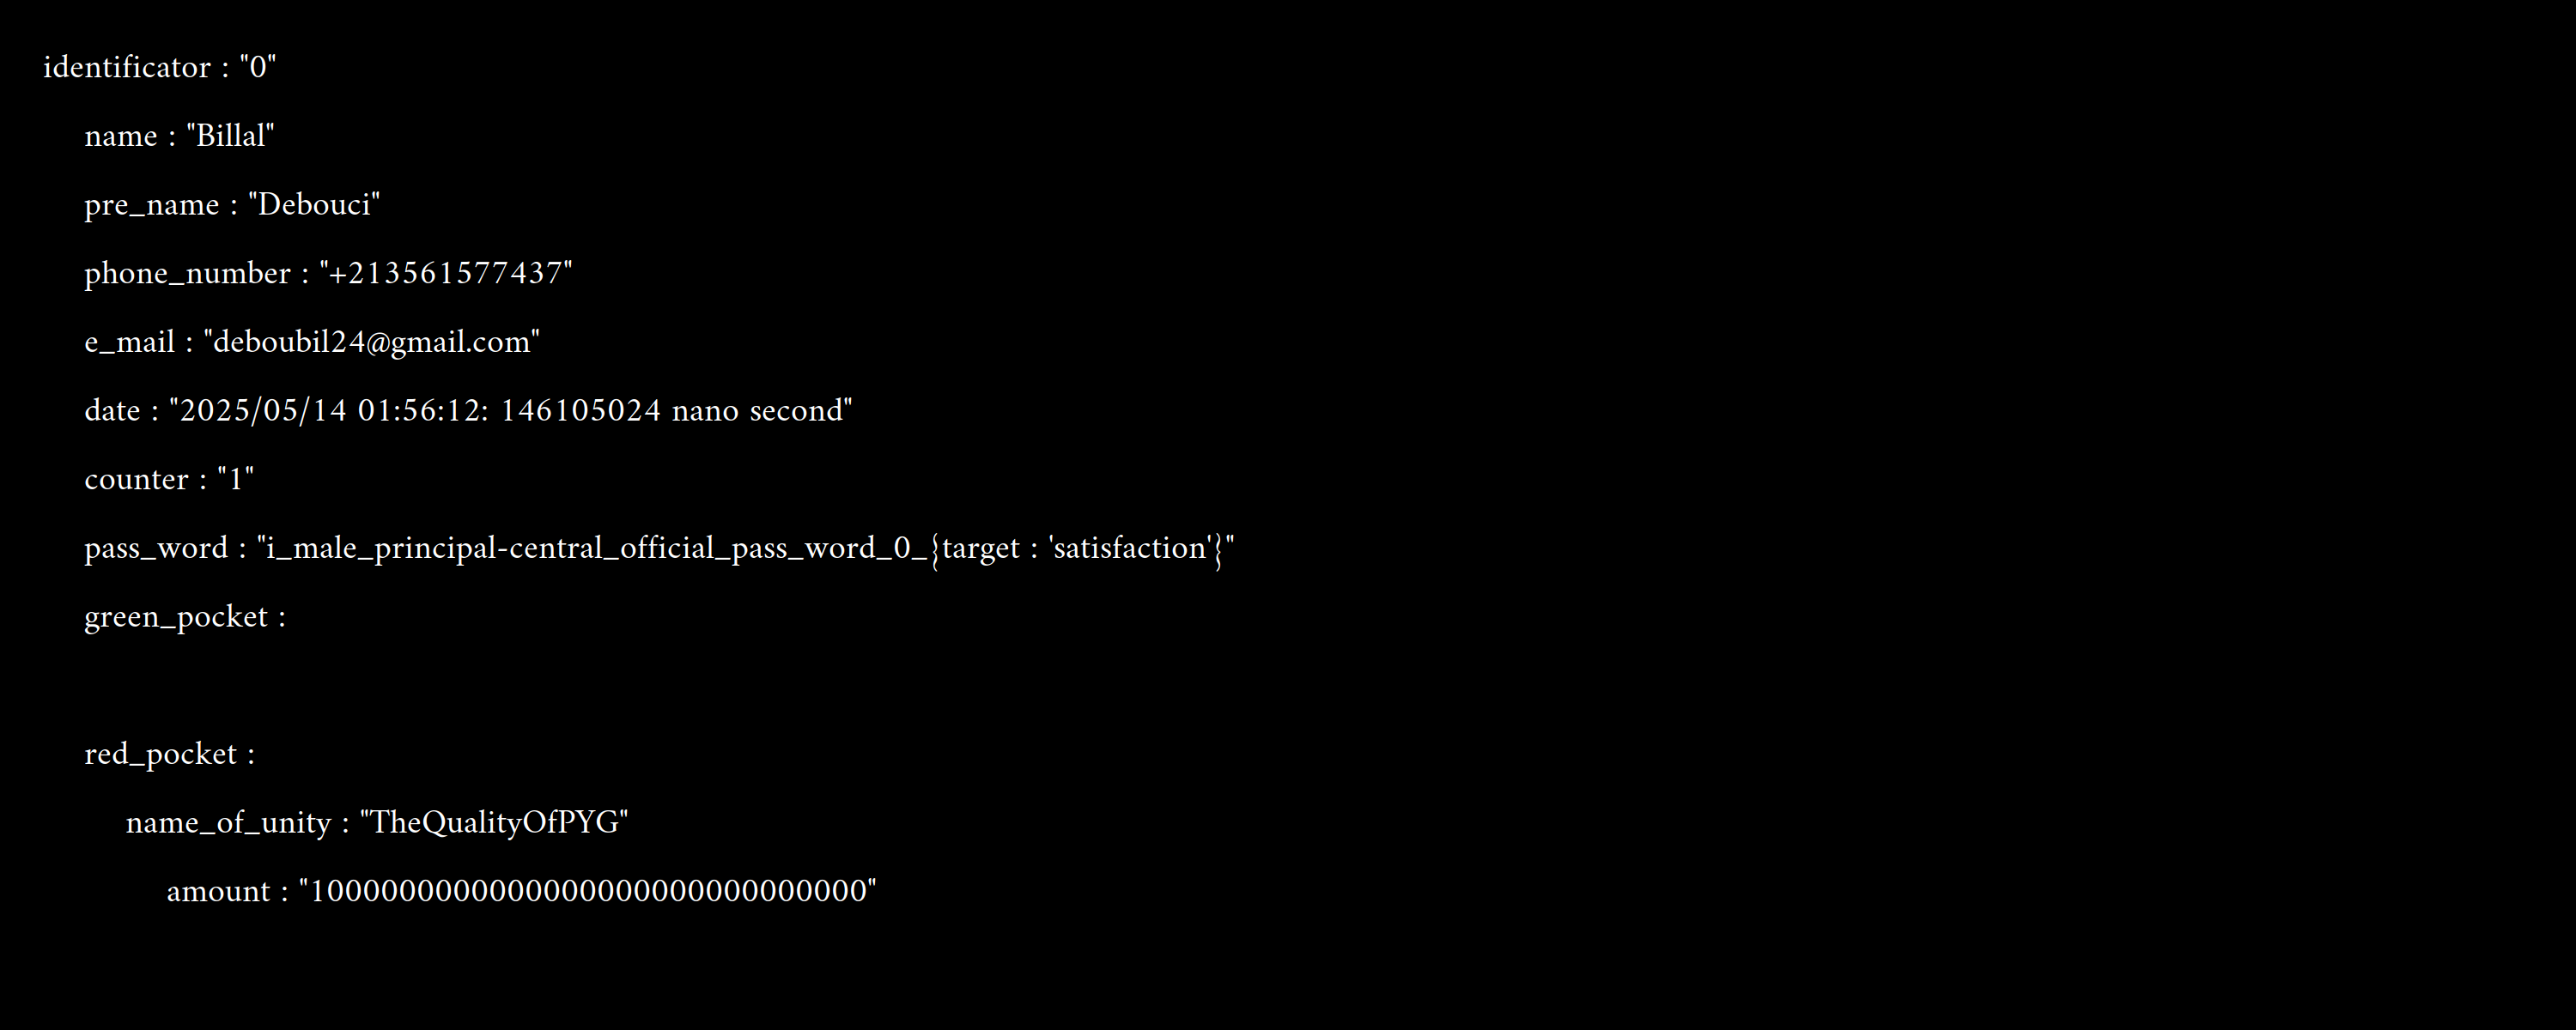 identificator : "0"
name : "Billal"
pre_name : "Debouci"
phone_number : "+213561577437"
e_mail : "deboubil24@gmail.com"
date : "2025/05/14 01:56:12: 146105024 nano second"
counter : "1"
pass_word : "i_male_principal-central_official_pass_word_0_{target : 'satisfaction'}"
green_pocket :
red_pocket :
name_of_unity : "TheQualityOfPYG"
amount : "1000000000000000000000000000000"